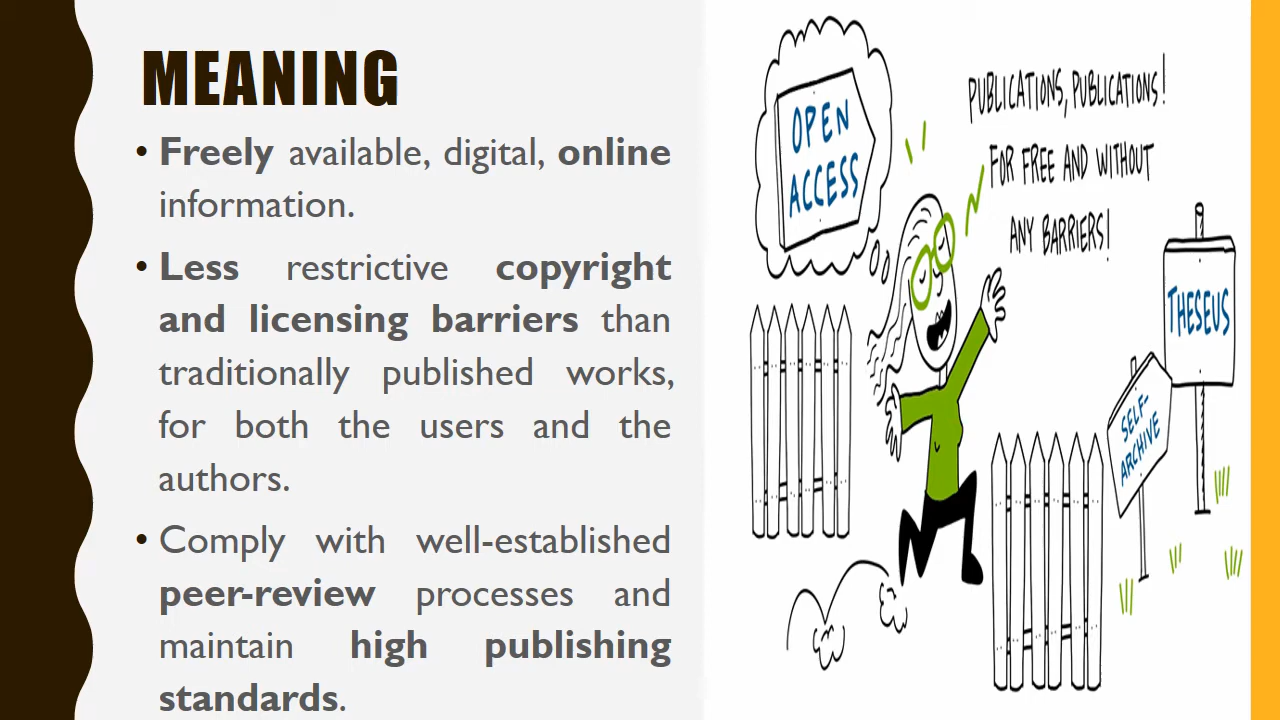 MEANING
• Freely available, digital, online
information.
• Less restrictive copyright
and licensing barriers than
traditionally published works,
for both the users and the
authors.
• Comply with well-established
peer-review processes and
maintain high publishing
standards.
OPEN
ACCESS
PUBLICATIONS, PUBLICATIONS!
FOR FREE AND WITHOUT
ANY BARRIERS!
THESEUS
SELF-
ARCHIVE